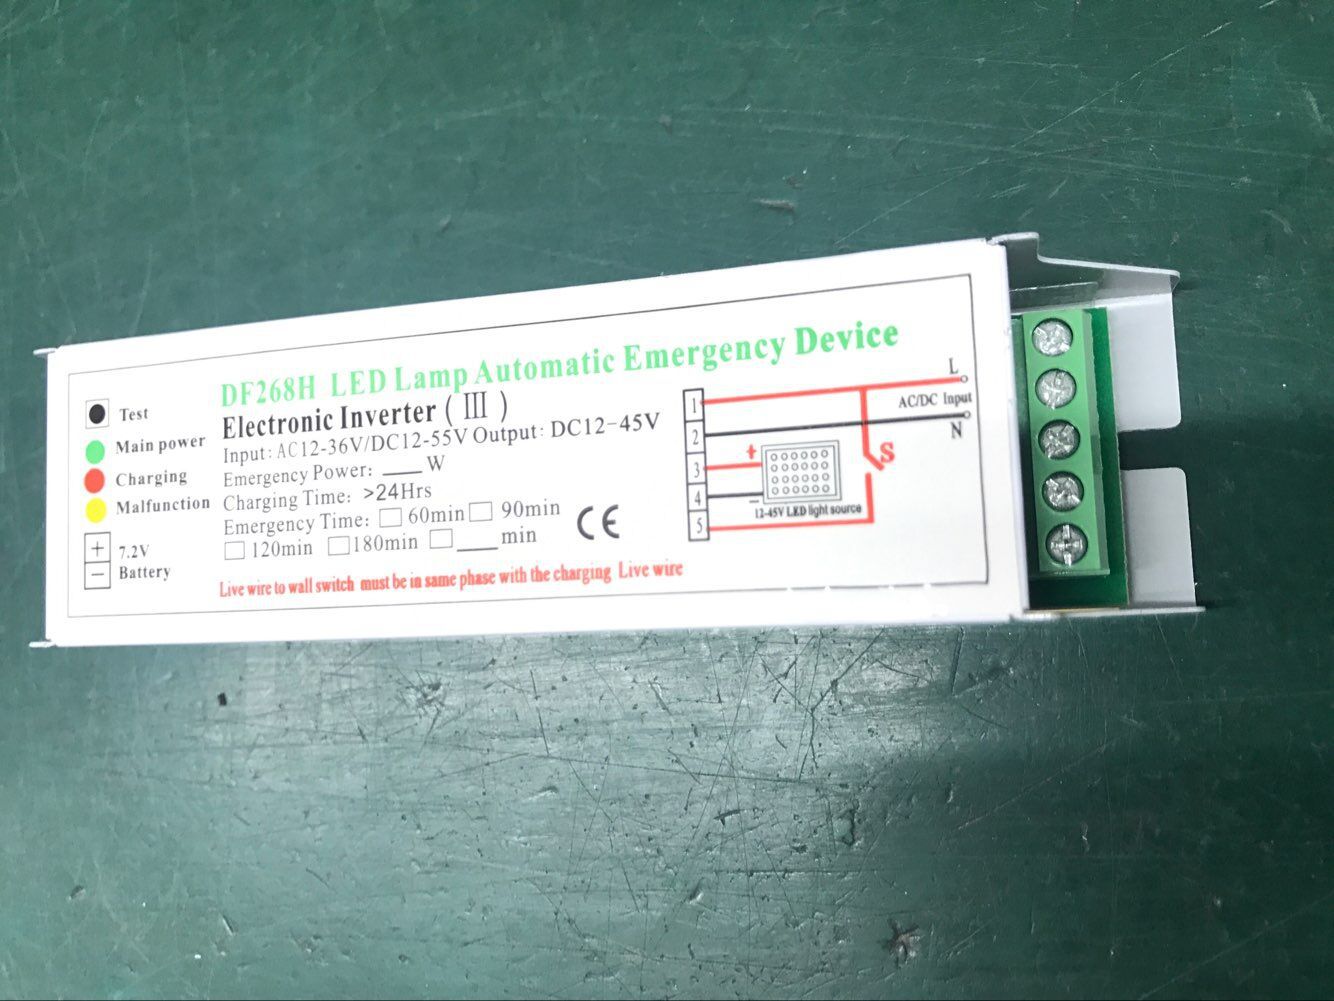 DF268H LED Lamp Automatic Emergency Device
Electronic Inverter ( III )
Input: AC12-36V/DC12-55V Output: DC12-45V
Emergency Power: ____ W
Charging Time: >24Hrs
Emergency Time: □ 60min □ 90min
□ 120min □180min □ ____ min
CE
Live wire to wall switch must be in same phase with the charging Live wire
Test
Main power
Charging
Malfunction
+ 7.2V
− Battery
1
2
3
4
5
L
AC/DC Input
N
S
+
−
12-45V LED light source